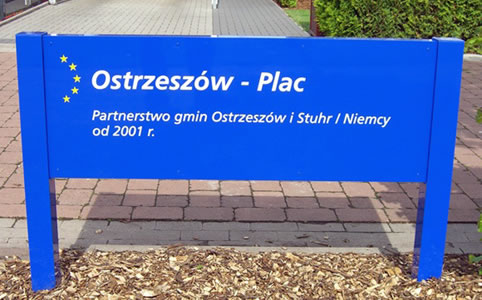 Ostrzeszów - Plac
Partnerstwo gmin Ostrzeszów i Stuhr / Niemcy
od 2001 r.